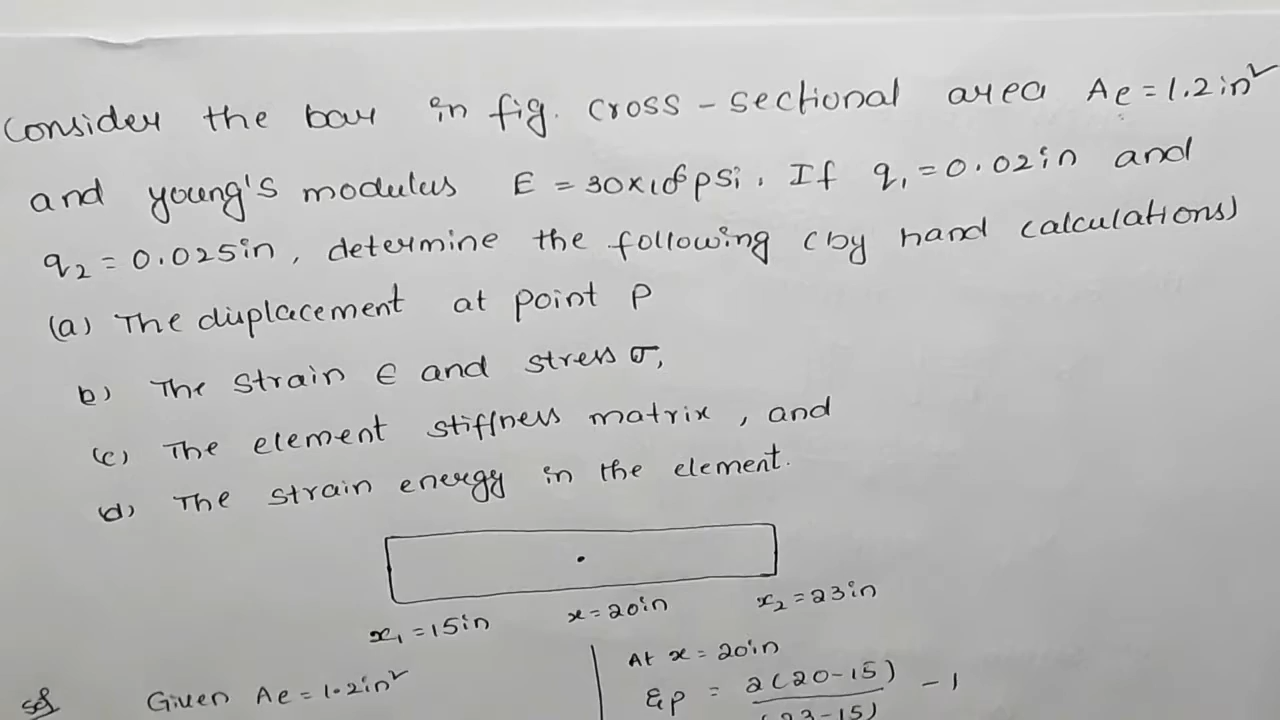 Consider the bar in fig. cross-sectional area Ae = 1.2in²
and young's modulus E = 30x10⁶psi. If q₁ = 0.02in and
q₂ = 0.025in, determine the following (by hand calculations)
(a) The displacement at point P
b) The strain ϵ and stress σ,
(c) The element stiffness matrix, and
d) The strain energy in the element.
x₁ = 15in x = 20in x₂ = 23in
At x = 20in
Sol Given Ae = 1.2in²
ξp = 2(20-15) - 1
(23-15)